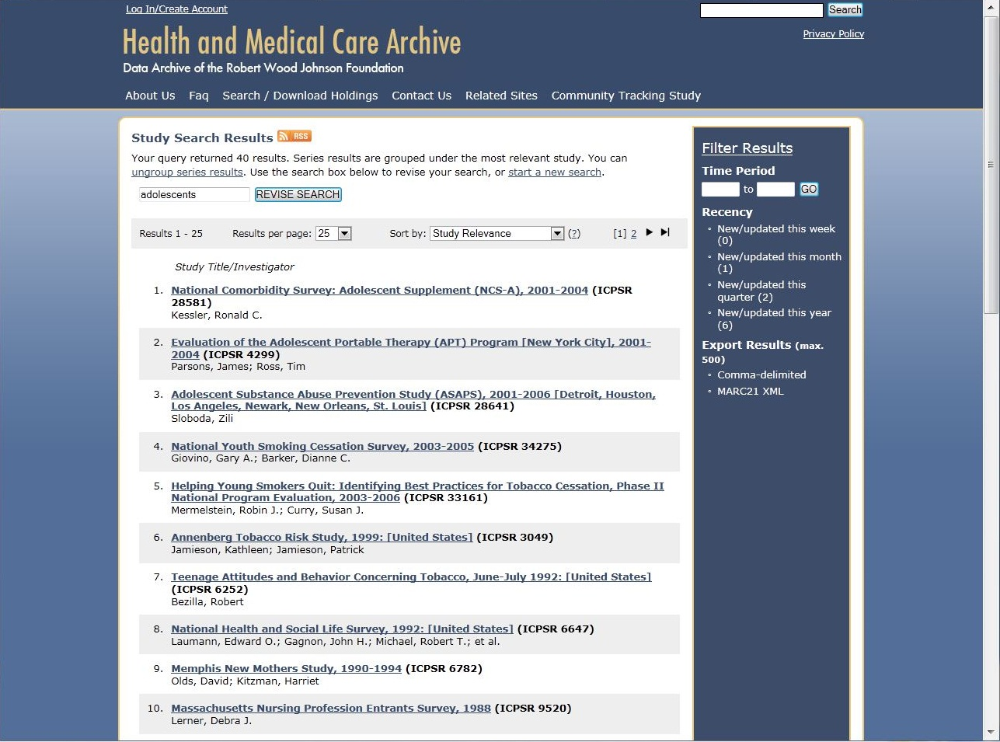 Log In/Create Account
Search
Health and Medical Care Archive
Privacy Policy
Data Archive of the Robert Wood Johnson Foundation
About Us Faq Search / Download Holdings Contact Us Related Sites Community Tracking Study
Study Search Results RSS
Your query returned 40 results. Series results are grouped under the most relevant study. You can
ungroup series results. Use the search box below to revise your search, or start a new search.
adolescents REVISE SEARCH
Results 1 - 25 Results per page: 25 Sort by: Study Relevance (?) [1] 2
Study Title/Investigator
1. National Comorbidity Survey: Adolescent Supplement (NCS-A), 2001-2004 (ICPSR
28581)
Kessler, Ronald C.
2. Evaluation of the Adolescent Portable Therapy (APT) Program [New York City], 2001-
2004 (ICPSR 4299)
Parsons, James; Ross, Tim
3. Adolescent Substance Abuse Prevention Study (ASAPS), 2001-2006 [Detroit, Houston,
Los Angeles, Newark, New Orleans, St. Louis] (ICPSR 28641)
Sloboda, Zili
4. National Youth Smoking Cessation Survey, 2003-2005 (ICPSR 34275)
Giovino, Gary A.; Barker, Dianne C.
5. Helping Young Smokers Quit: Identifying Best Practices for Tobacco Cessation, Phase II
National Program Evaluation, 2003-2006 (ICPSR 33161)
Mermelstein, Robin J.; Curry, Susan J.
6. Annenberg Tobacco Risk Study, 1999: [United States] (ICPSR 3049)
Jamieson, Kathleen; Jamieson, Patrick
7. Teenage Attitudes and Behavior Concerning Tobacco, June-July 1992: [United States]
(ICPSR 6252)
Bezilla, Robert
8. National Health and Social Life Survey, 1992: [United States] (ICPSR 6647)
Laumann, Edward O.; Gagnon, John H.; Michael, Robert T.; et al.
9. Memphis New Mothers Study, 1990-1994 (ICPSR 6782)
Olds, David; Kitzman, Harriet
10. Massachusetts Nursing Profession Entrants Survey, 1988 (ICPSR 9520)
Lerner, Debra J.
Filter Results
Time Period
to GO
Recency
New/updated this week
(0)
New/updated this month
(1)
New/updated this
quarter (2)
New/updated this year
(6)
Export Results (max.
500)
Comma-delimited
MARC21 XML